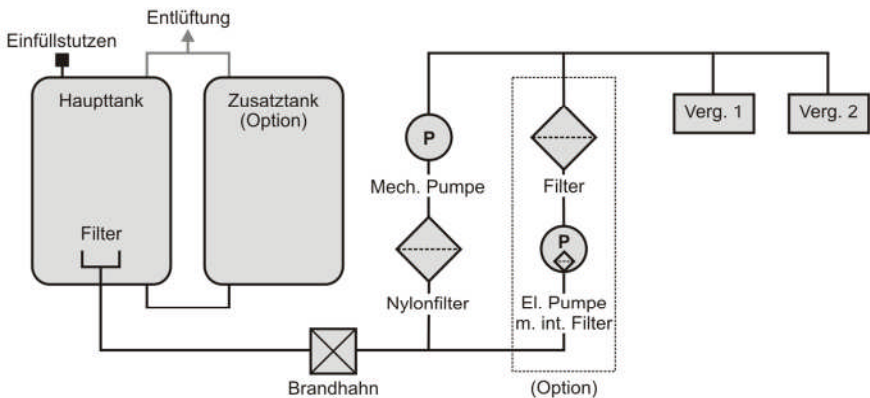 Entlüftung
Einfüllstutzen
Haupttank
Zusatztank
(Option)
Filter
P
Mech. Pumpe
Nylonfilter
Filter
P
El. Pumpe
m. int. Filter
(Option)
Verg. 1
Verg. 2
Brandhahn